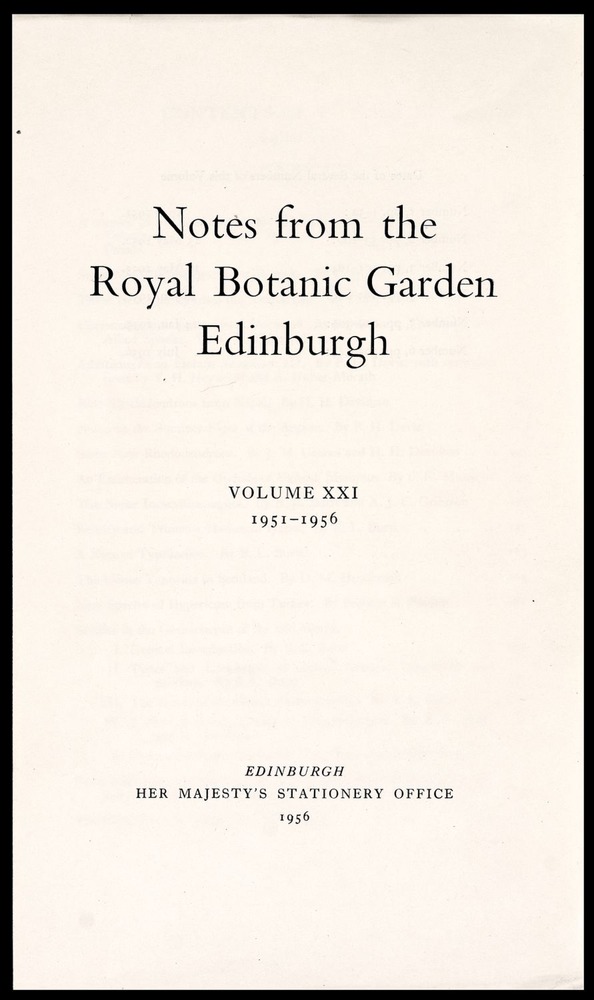 Notes from the
Royal Botanic Garden
Edinburgh
VOLUME XXI
1951–1956
EDINBURGH
HER MAJESTY'S STATIONERY OFFICE
1956